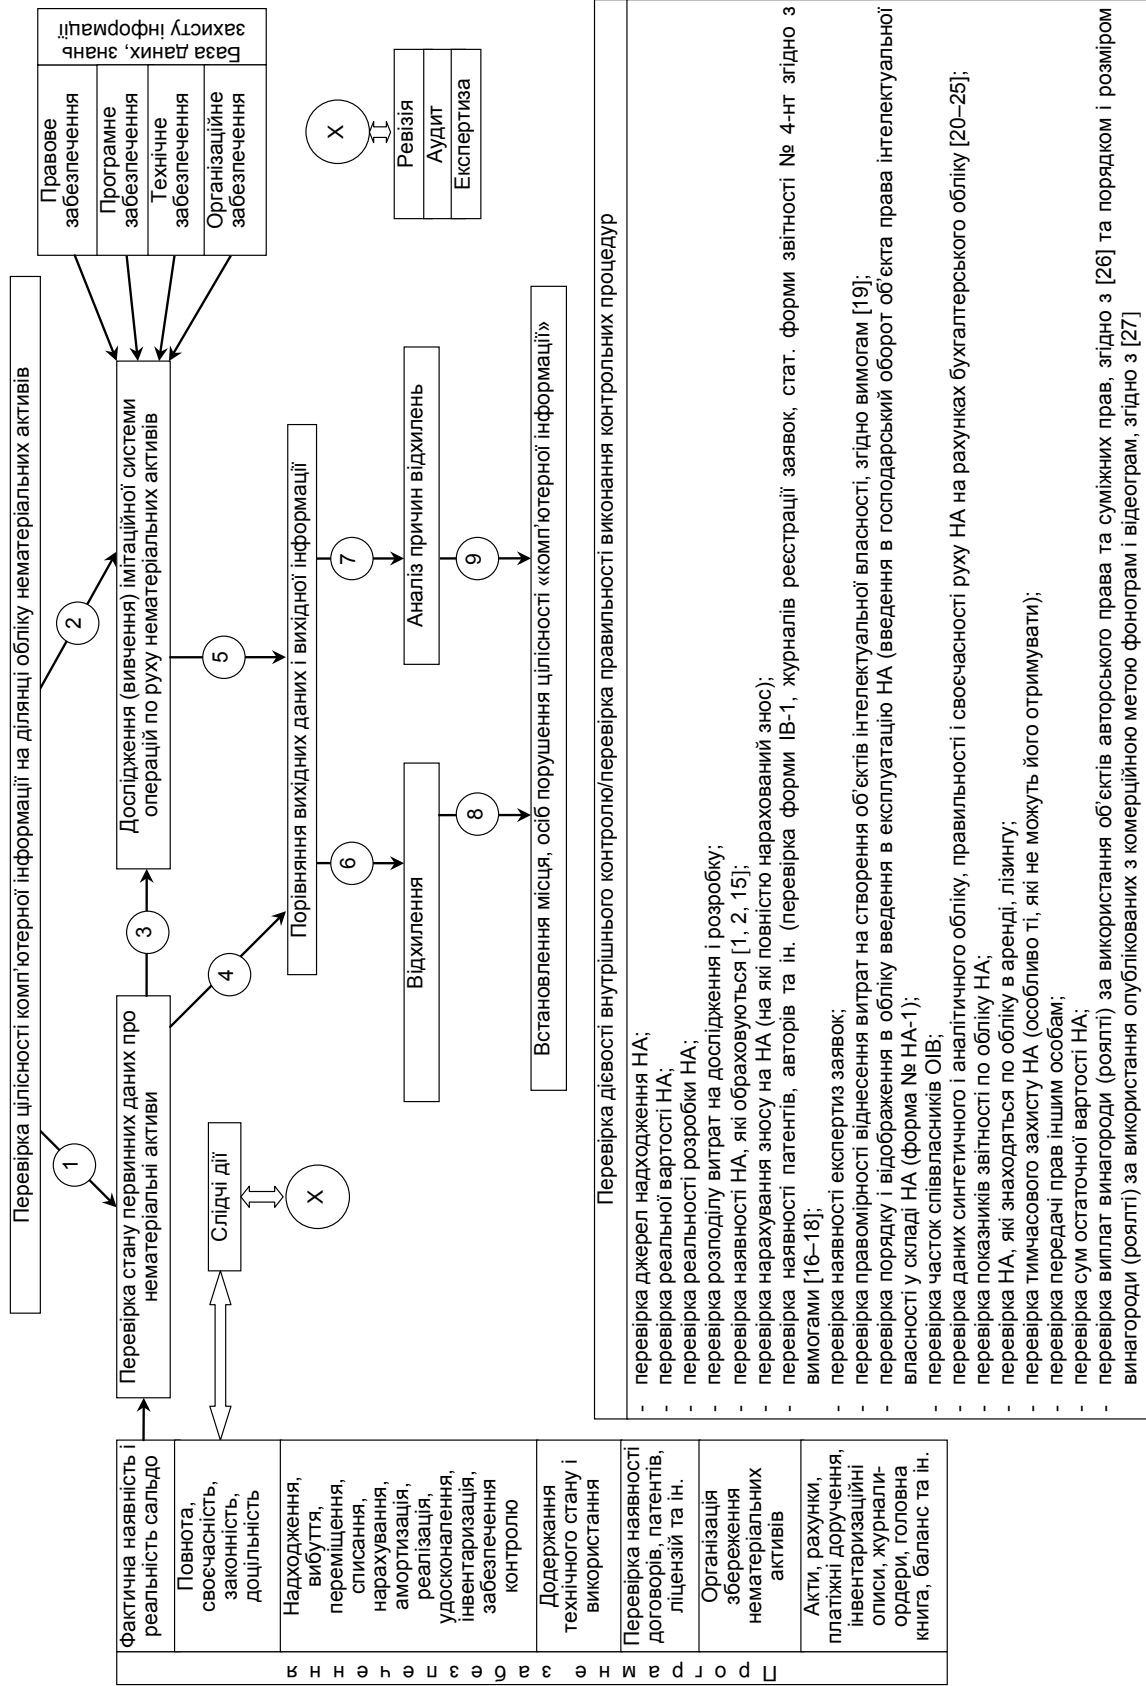 Перевірка цілісності комп'ютерної інформації на ділянці обліку нематеріальних активів
1
2
Фактична наявність і
реальність сальдо
Повнота,
своєчасність,
законність,
доцільність
Надходження,
вибуття,
переміщення,
списання,
нарахування,
амортизація,
реалізація,
удосконалення,
інвентаризація,
забезпечення
контролю
Додержання
технічного стану і
використання
Перевірка наявності
договорів, патентів,
ліцензій та ін.
Організація
збереження
нематеріальних
активів
Акти, рахунки,
платіжні доручення,
інвентаризаційні
описи, журнали-
ордери, головна
книга, баланс та ін.
Програмне забезпечення
Перевірка стану первинних даних про
нематеріальні активи
3
Дослідження (вивчення) імітаційної системи
операцій по руху нематеріальних активів
Правове
забезпечення
Програмне
забезпечення
Технічне
забезпечення
Організаційне
забезпечення
База даних, знань
захисту інформації
Слідчі дії
Х
4
5
Порівняння вихідних даних і вихідної інформації
6
7
Відхилення
Аналіз причин відхилень
8
9
Встановлення місця, осіб порушення цілісності «комп'ютерної інформації»
Х
Ревізія
Аудит
Експертиза
Перевірка дієвості внутрішнього контролю/перевірка правильності виконання контрольних процедур
- перевірка джерел надходження НА;
- перевірка реальної вартості НА;
- перевірка реальності розробки НА;
- перевірка розподілу витрат на дослідження і розробку;
- перевірка наявності НА, які обраховуються [1, 2, 15];
- перевірка нарахування зносу на НА (на які повністю нарахований знос);
- перевірка наявності патентів, авторів та ін. (перевірка форми ІВ-1, журналів реєстрації заявок, стат. форми звітності № 4-нт згідно з
вимогами [16–18];
- перевірка наявності експертиз заявок;
- перевірка правомірності віднесення витрат на створення об'єктів інтелектуальної власності, згідно вимогам [19];
- перевірка порядку і відображення в обліку введення в експлуатацію НА (введення в господарський оборот об'єкта права інтелектуальної
власності у складі НА (форма № НА-1);
- перевірка часток співвласників ОІВ;
- перевірка даних синтетичного і аналітичного обліку, правильності і своєчасності руху НА на рахунках бухгалтерського обліку [20–25];
- перевірка показників звітності по обліку НА;
- перевірка НА, які знаходяться по обліку в аренді, лізингу;
- перевірка тимчасового захисту НА (особливо ті, які не можуть його отримувати);
- перевірка передачі прав іншим особам;
- перевірка сум остаточної вартості НА;
- перевірка виплат винагороди (роялті) за використання об'єктів авторського права та суміжних прав, згідно з [26] та порядком і розміром
винагороди (роялті) за використання опублікованих з комерційною метою фонограм і відеограм, згідно з [27]